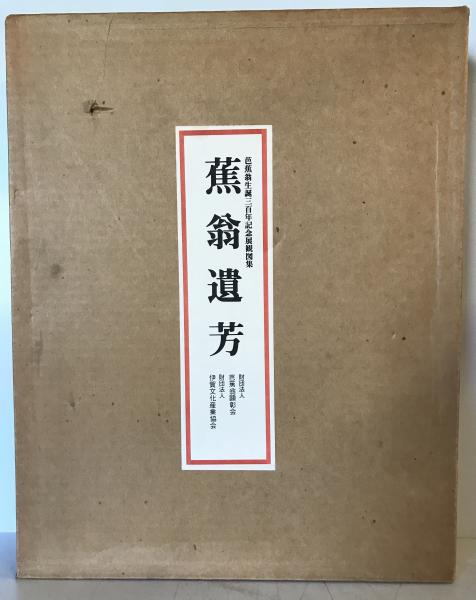 芭蕉翁生誕三百年記念展観図集
蕉翁遺芳
財団法人
芭蕉翁顕彰会
財団法人
伊賀文化産業協会